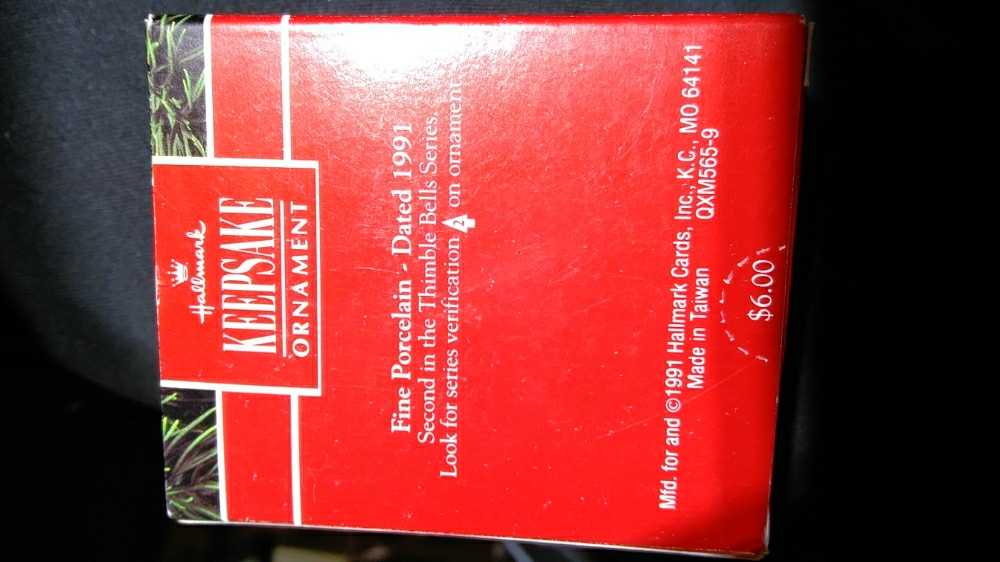 Hallmark
KEEPSAKE
ORNAMENT
Fine Porcelain - Dated 1991
Second in the Thimble Bells Series.
Look for series verification 2 on ornament
Mfd. for and ©1991 Hallmark Cards, Inc., K.C., MO 64141
Made in Taiwan QXM565-9
$6.00